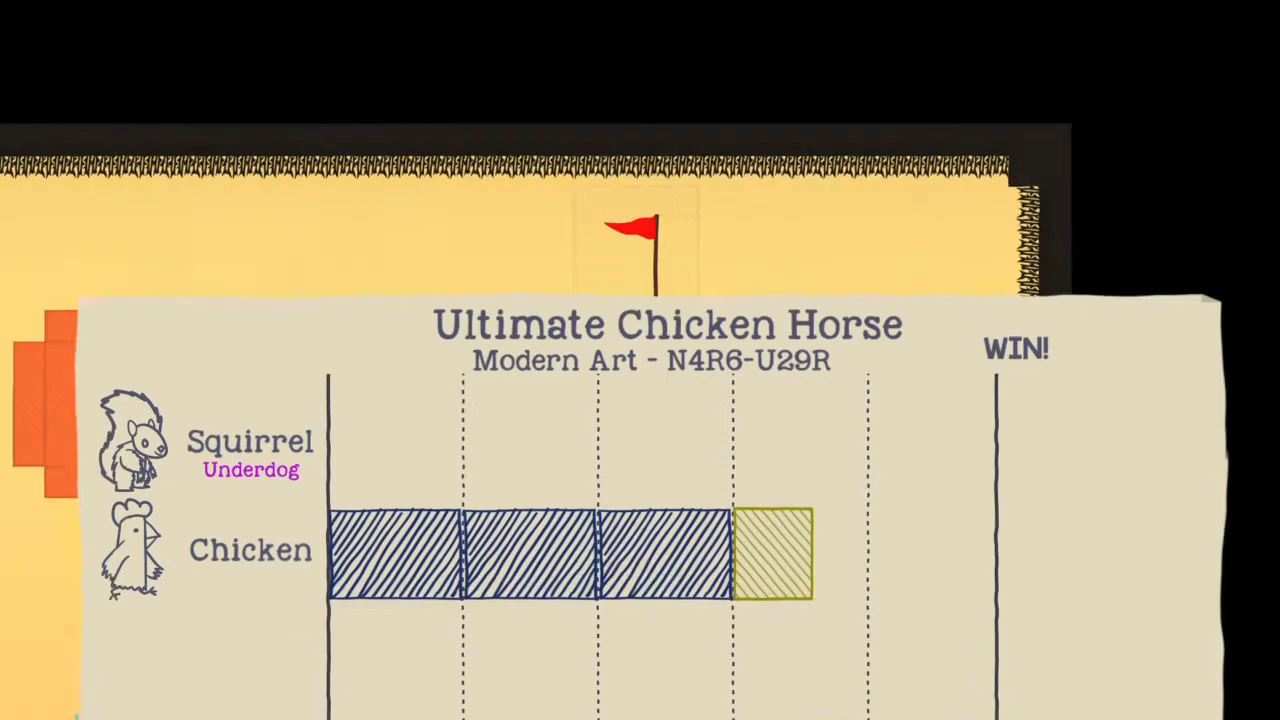 Ultimate Chicken Horse
Modern Art - N4R6-U29R
WIN!
Squirrel
Underdog
Chicken